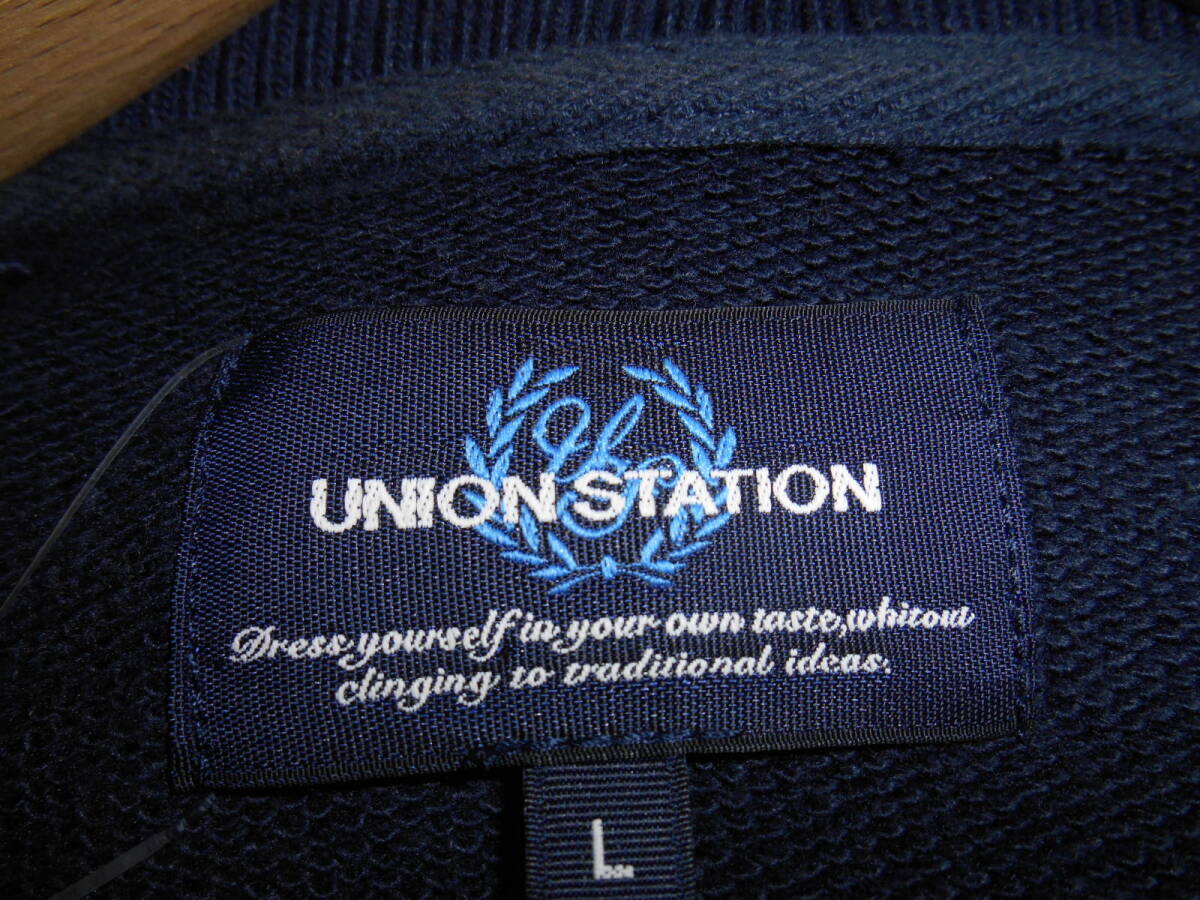 UNION STATION
Dress yourself in your own taste,whitout
clinging to traditional ideas.
L